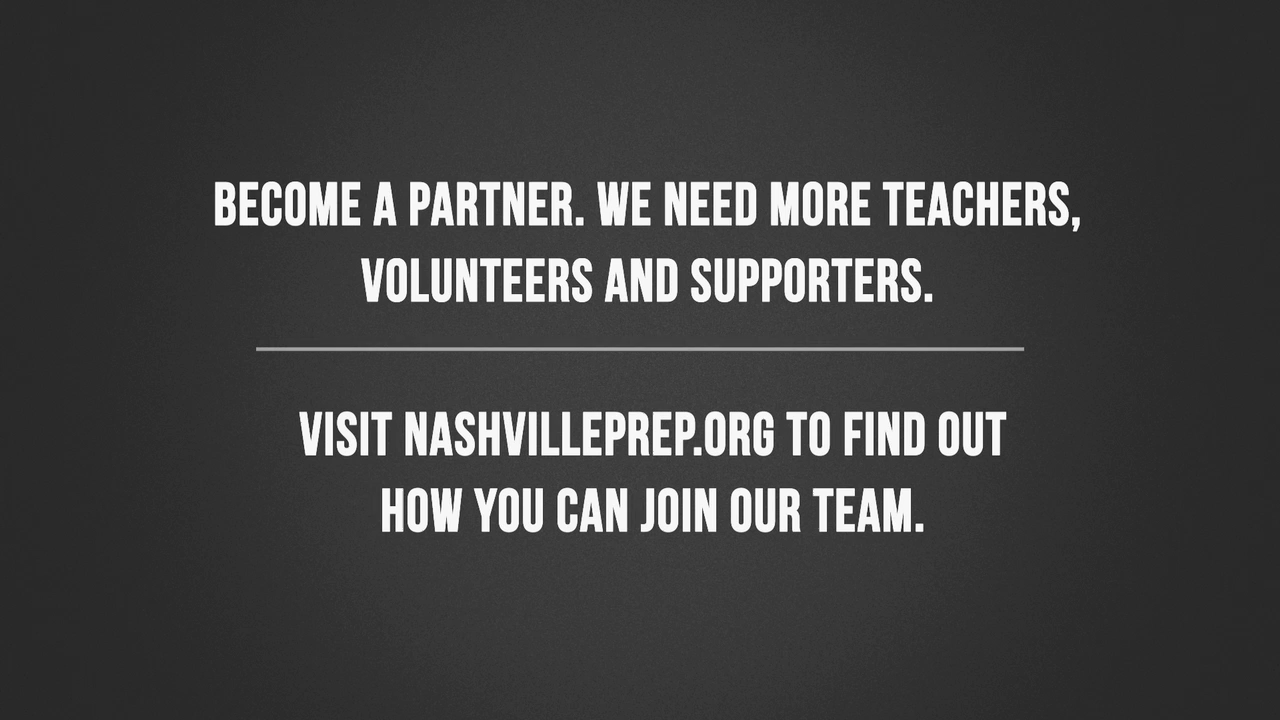 BECOME A PARTNER. WE NEED MORE TEACHERS,
VOLUNTEERS AND SUPPORTERS.
VISIT NASHVILLEPREP.ORG TO FIND OUT
HOW YOU CAN JOIN OUR TEAM.